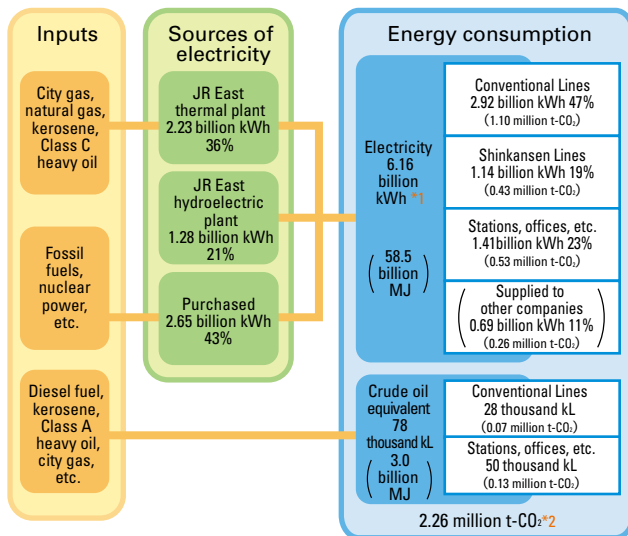 Inputs
City gas,
natural gas,
kerosene,
Class C
heavy oil
Fossil
fuels,
nuclear
power,
etc.
Diesel fuel,
kerosene,
Class A
heavy oil,
city gas,
etc.
Sources of
electricity
JR East
thermal plant
2.23 billion kWh
36%
JR East
hydroelectric
plant
1.28 billion kWh
21%
Purchased
2.65 billion kWh
43%
Energy consumption
Electricity
6.16
billion
kWh *1
(58.5
billion
MJ)
Conventional Lines
2.92 billion kWh 47%
(1.10 million t-CO₂)
Shinkansen Lines
1.14 billion kWh 19%
(0.43 million t-CO₂)
Stations, offices, etc.
1.41billion kWh 23%
(0.53 million t-CO₂)
(Supplied to
other companies
0.69 billion kWh 11%
(0.26 million t-CO₂))
Crude oil
equivalent
78
thousand kL
(3.0
billion
MJ)
Conventional Lines
28 thousand kL
(0.07 million t-CO₂)
Stations, offices, etc.
50 thousand kL
(0.13 million t-CO₂)
2.26 million t-CO₂*2